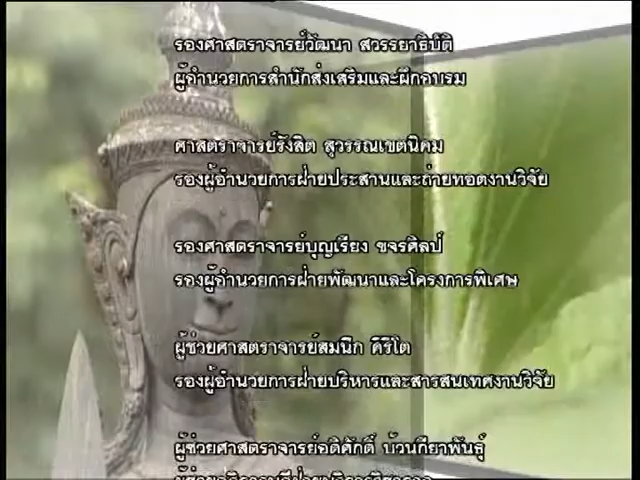 รองศาสตราจารย์วัฒนา สวรรยาธิปัติ
ผู้อำนวยการสำนักส่งเสริมและฝึกอบรม
ศาสตราจารย์รังสิต สุวรรณเขตนิคม
รองผู้อำนวยการฝ่ายประสานและถ่ายทอดงานวิจัย
รองศาสตราจารย์บุญเรียง ขจรศิลป์
รองผู้อำนวยการฝ่ายพัฒนาและโครงการพิเศษ
ผู้ช่วยศาสตราจารย์สมนึก คีรีโต
รองผู้อำนวยการฝ่ายบริหารและสารสนเทศงานวิจัย
ผู้ช่วยศาสตราจารย์อดิศักดิ์ บ้วนกียาพันธุ์